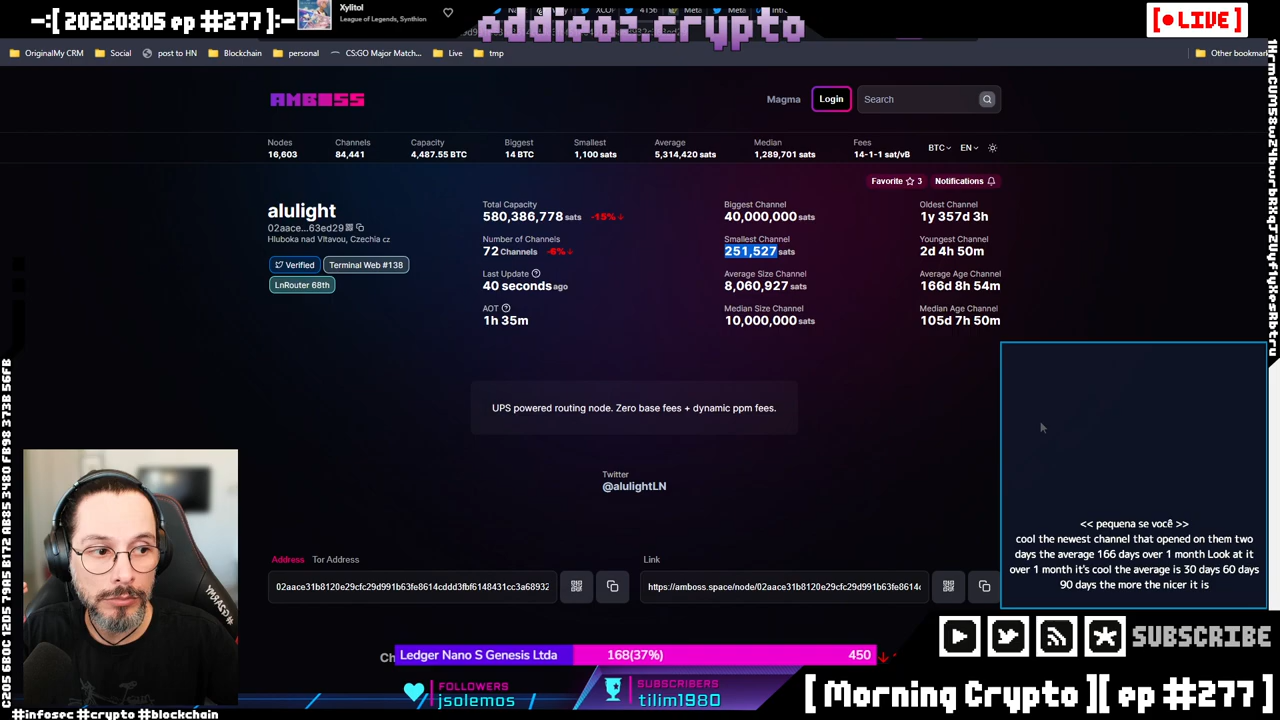 -:[ 20220805 ep #277 ]:-
Xylitol
League of Legends, Synthion
eddieoz.crypto
[ LIVE ]
OriginalMy CRM
Social
post to HN
Blockchain
personal
CS:GO Major Match...
Live
tmp
Other bookmar
AMBOSS
Magma
Login
Search
Nodes
16,603
Channels
84,441
Capacity
4,487.55 BTC
Biggest
14 BTC
Smallest
1,100 sats
Average
5,314,420 sats
Median
1,289,701 sats
Fees
14-1-1 sat/vB
BTC
EN
Favorite 3
Notifications
alulight
02aace...63ed29
Hluboka nad Vltavou, Czechia cz
Verified
Terminal Web #138
LnRouter 68th
Total Capacity
580,386,778 sats -15%
Number of Channels
72 Channels -6%
Last Update
40 seconds ago
AOT
1h 35m
Biggest Channel
40,000,000 sats
Smallest Channel
251,527 sats
Average Size Channel
8,060,927 sats
Median Size Channel
10,000,000 sats
Oldest Channel
1y 357d 3h
Youngest Channel
2d 4h 50m
Average Age Channel
166d 8h 54m
Median Age Channel
105d 7h 50m
UPS powered routing node. Zero base fees + dynamic ppm fees.
Twitter
@alulightLN
Address
Tor Address
02aace31b8120e29cfc29d991b63fe8614cddd3fbf6148431cc3a68932
Link
https://amboss.space/node/02aace31b8120e29cfc29d991b63fe8614c
<< pequena se você >>
cool the newest channel that opened on them two
days the average 166 days over 1 month Look at it
over 1 month it's cool the average is 30 days 60 days
90 days the more the nicer it is
SUBSCRIBE
Ch
Ledger Nano S Genesis Ltda
168(37%)
450
FOLLOWERS
jsolemos
SUBSCRIBERS
tilim1980
[ Morning Crypto ][ ep #277 ]
#infosec #crypto #blockchain